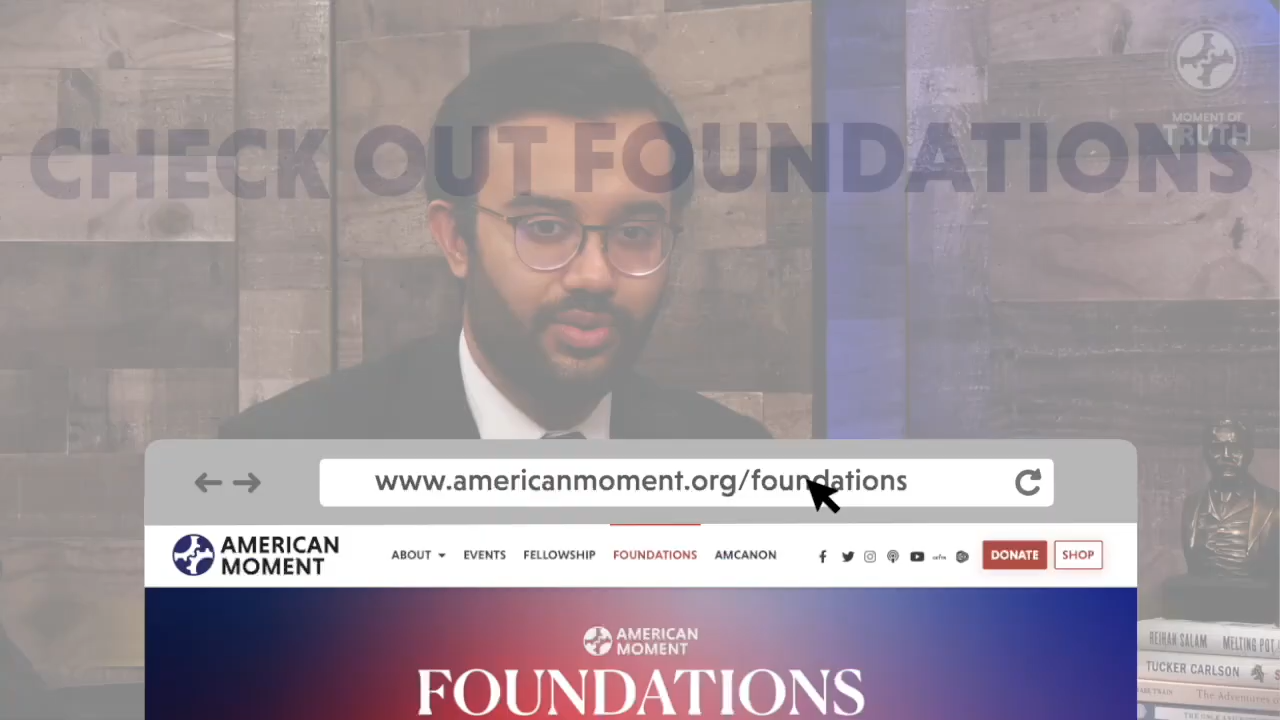 MOMENT OF
TRUTH
CHECK OUT FOUNDATIONS
www.americanmoment.org/foundations
AMERICAN
MOMENT
ABOUT EVENTS FELLOWSHIP FOUNDATIONS AMCANON DONATE SHOP
AMERICAN
MOMENT
FOUNDATIONS
REIHAN SALAM MELTING POT
TUCKER CARLSON
TWAIN The Adventures